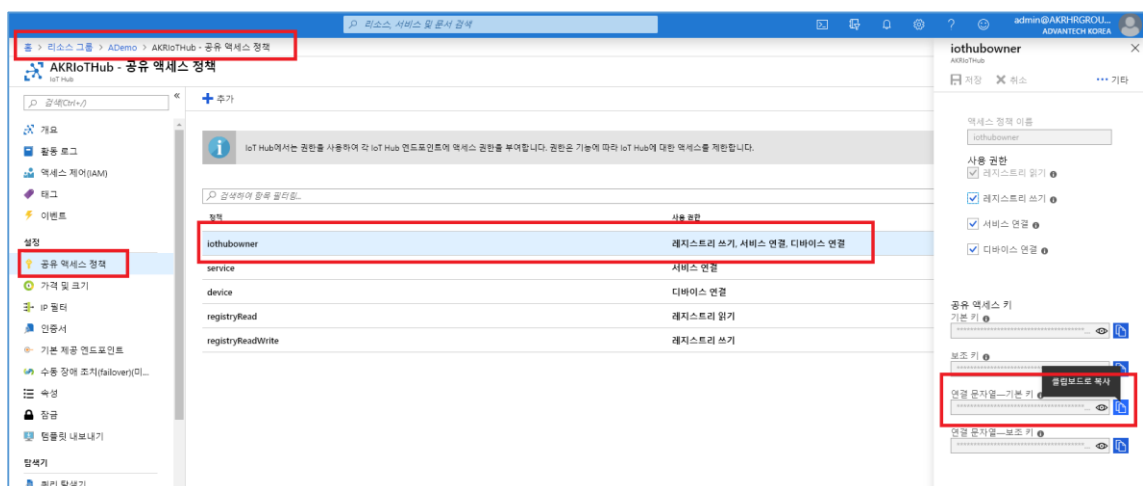 리소스, 서비스 및 문서 검색
admin@AKRHRGROU...
ADVANTECH KOREA
홈 > 리소스 그룹 > ADemo > AKRIoTHub - 공유 액세스 정책
AKRIoTHub - 공유 액세스 정책
IoT Hub
검색(Ctrl+/)
개요
활동 로그
액세스 제어(IAM)
태그
이벤트
설정
공유 액세스 정책
가격 및 크기
IP 필터
인증서
기본 제공 엔드포인트
수동 장애 조치(failover)(미...
속성
잠금
템플릿 내보내기
탐색기
쿼리 탐색기
추가
IoT Hub에서는 권한을 사용하여 각 IoT Hub 엔드포인트에 액세스 권한을 부여합니다. 권한은 기능에 따라 IoT Hub에 대한 액세스를 제한합니다.
검색하여 항목 필터링...
정책 사용 권한
iothubowner 레지스트리 쓰기, 서비스 연결, 디바이스 연결
service 서비스 연결
device 디바이스 연결
registryRead 레지스트리 읽기
registryReadWrite 레지스트리 쓰기
iothubowner
AKRIoTHub
저장 취소 ••• 기타
액세스 정책 이름
iothubowner
사용 권한
레지스트리 읽기
레지스트리 쓰기
서비스 연결
디바이스 연결
공유 액세스 키
기본 키
보조 키
클립보드로 복사
연결 문자열—기본 키
연결 문자열—보조 키